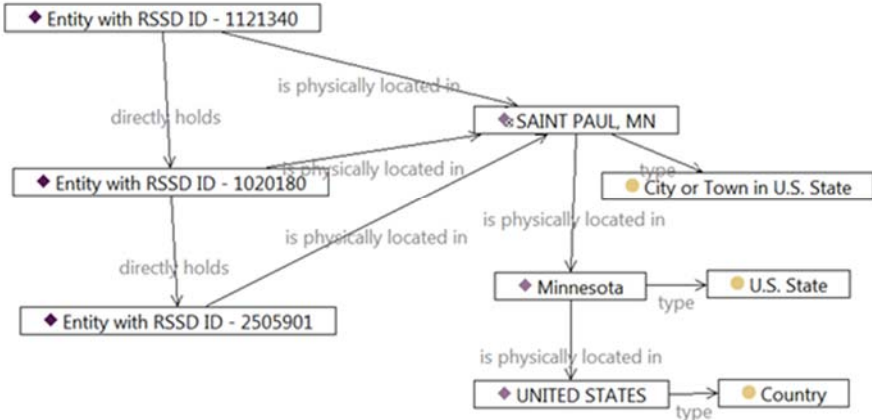 Entity with RSSD ID - 1121340
is physically located in
directly holds
SAINT PAUL, MN
is physically located in
type
Entity with RSSD ID - 1020180
City or Town in U.S. State
is physically located in
is physically located in
directly holds
Minnesota
U.S. State
type
Entity with RSSD ID - 2505901
is physically located in
UNITED STATES
Country
type